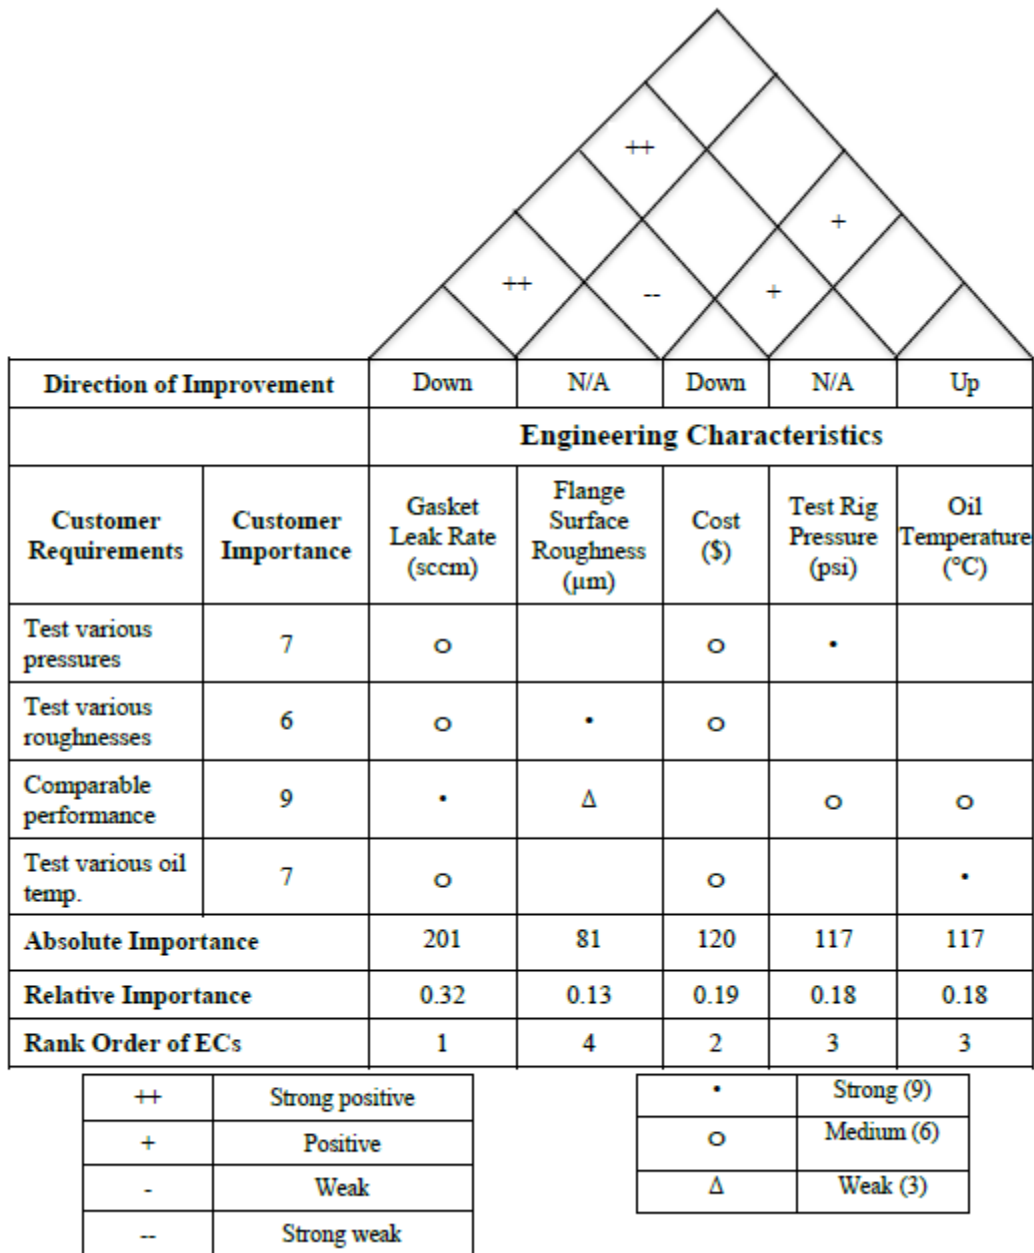 ++
+
++
--
+
Direction of Improvement Down N/A Down N/A Up
Engineering Characteristics
Customer Requirements Customer Importance Gasket Leak Rate (sccm) Flange Surface Roughness (µm) Cost ($) Test Rig Pressure (psi) Oil Temperature (°C)
Test various pressures 7 o o •
Test various roughnesses 6 o • o
Comparable performance 9 • Δ o o
Test various oil temp. 7 o o •
Absolute Importance 201 81 120 117 117
Relative Importance 0.32 0.13 0.19 0.18 0.18
Rank Order of ECs 1 4 2 3 3
++ Strong positive
+ Positive
- Weak
-- Strong weak
• Strong (9)
o Medium (6)
Δ Weak (3)